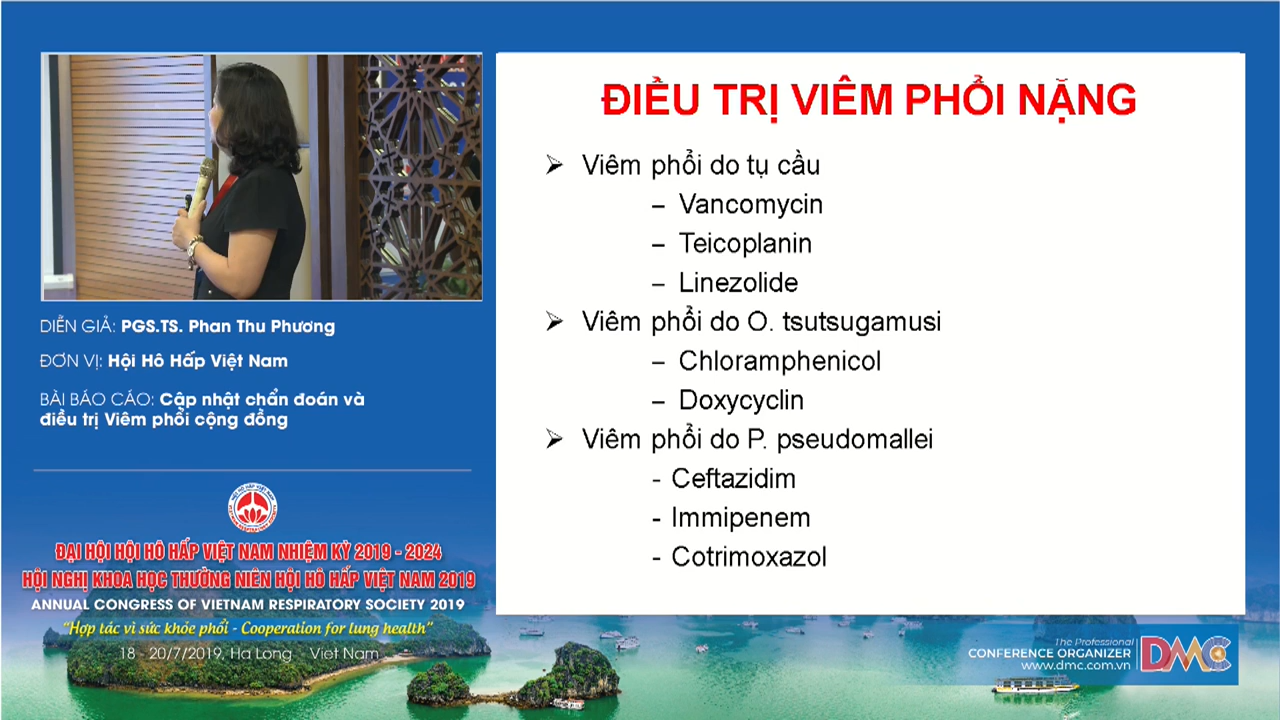 ĐIỀU TRỊ VIÊM PHỔI NẶNG
➢ Viêm phổi do tụ cầu
– Vancomycin
– Teicoplanin
– Linezolide
➢ Viêm phổi do O. tsutsugamusi
– Chloramphenicol
– Doxycyclin
➢ Viêm phổi do P. pseudomallei
- Ceftazidim
- Immipenem
- Cotrimoxazol
DIỄN GIẢ: PGS.TS. Phan Thu Phương
ĐƠN VỊ: Hội Hô Hấp Việt Nam
BÀI BÁO CÁO: Cập nhật chẩn đoán và
điều trị Viêm phổi cộng đồng
ĐẠI HỘI HỘI HÔ HẤP VIỆT NAM NHIỆM KỲ 2019 - 2024
HỘI NGHỊ KHOA HỌC THƯỜNG NIÊN HỘI HÔ HẤP VIỆT NAM 2019
ANNUAL CONGRESS OF VIETNAM RESPIRATORY SOCIETY 2019
“Hợp tác vì sức khỏe phổi - Cooperation for lung health”
18 - 20/7/2019, Ha Long - Viet Nam
The Professional
CONFERENCE ORGANIZER
www.dmc.com.vn
DMC